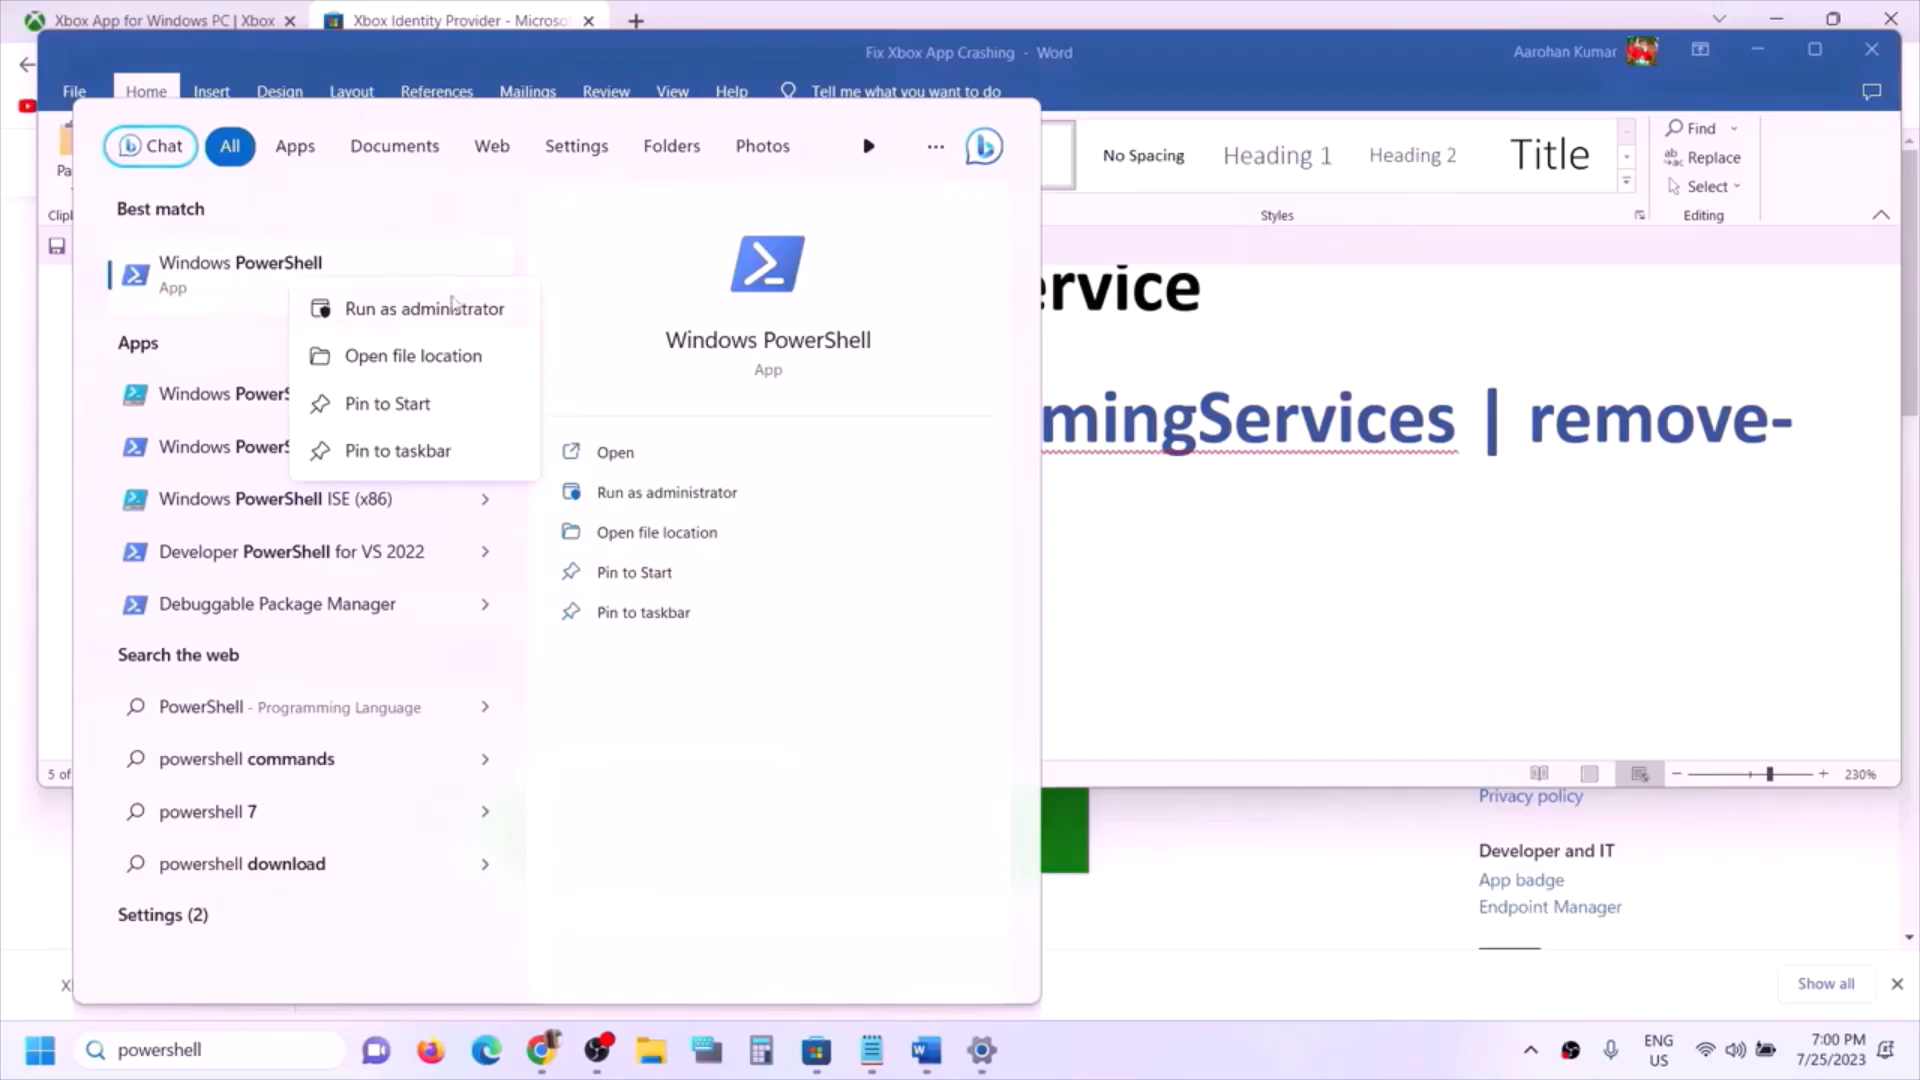 Xbox App for Windows PC | Xbox
Xbox Identity Provider - Microso
Fix Xbox App Crashing - Word
Aarohan Kumar
File Home Insert Design Layout References Mailings Review View Help Tell me what you want to do
Chat
All
Apps
Documents
Web
Settings
Folders
Photos
No Spacing
Heading 1
Heading 2
Title
Find
Replace
Select
Pa
Clipl
Styles
Editing
Best match
Windows PowerShell
App
Run as administrator
Open file location
Pin to Start
Pin to taskbar
Apps
Windows PowerS
Windows PowerS
Windows PowerShell ISE (x86)
Developer PowerShell for VS 2022
Debuggable Package Manager
Search the web
PowerShell - Programming Language
powershell commands
powershell 7
powershell download
Settings (2)
Windows PowerShell
App
Open
Run as administrator
Open file location
Pin to Start
Pin to taskbar
ervice
mingServices | remove-
5 of
230%
Privacy policy
Developer and IT
App badge
Endpoint Manager
Show all
powershell
ENG
US
7:00 PM
7/25/2023